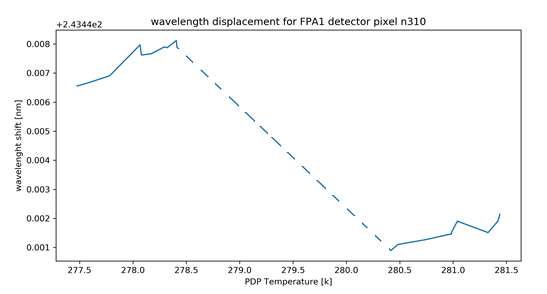 wavelength displacement for FPA1 detector pixel n310
+2.4344e2
0.008
0.007
0.006
0.005
0.004
0.003
0.002
0.001
wavelenght shift [nm]
277.5 278.0 278.5 279.0 279.5 280.0 280.5 281.0 281.5
PDP Temperature [k]